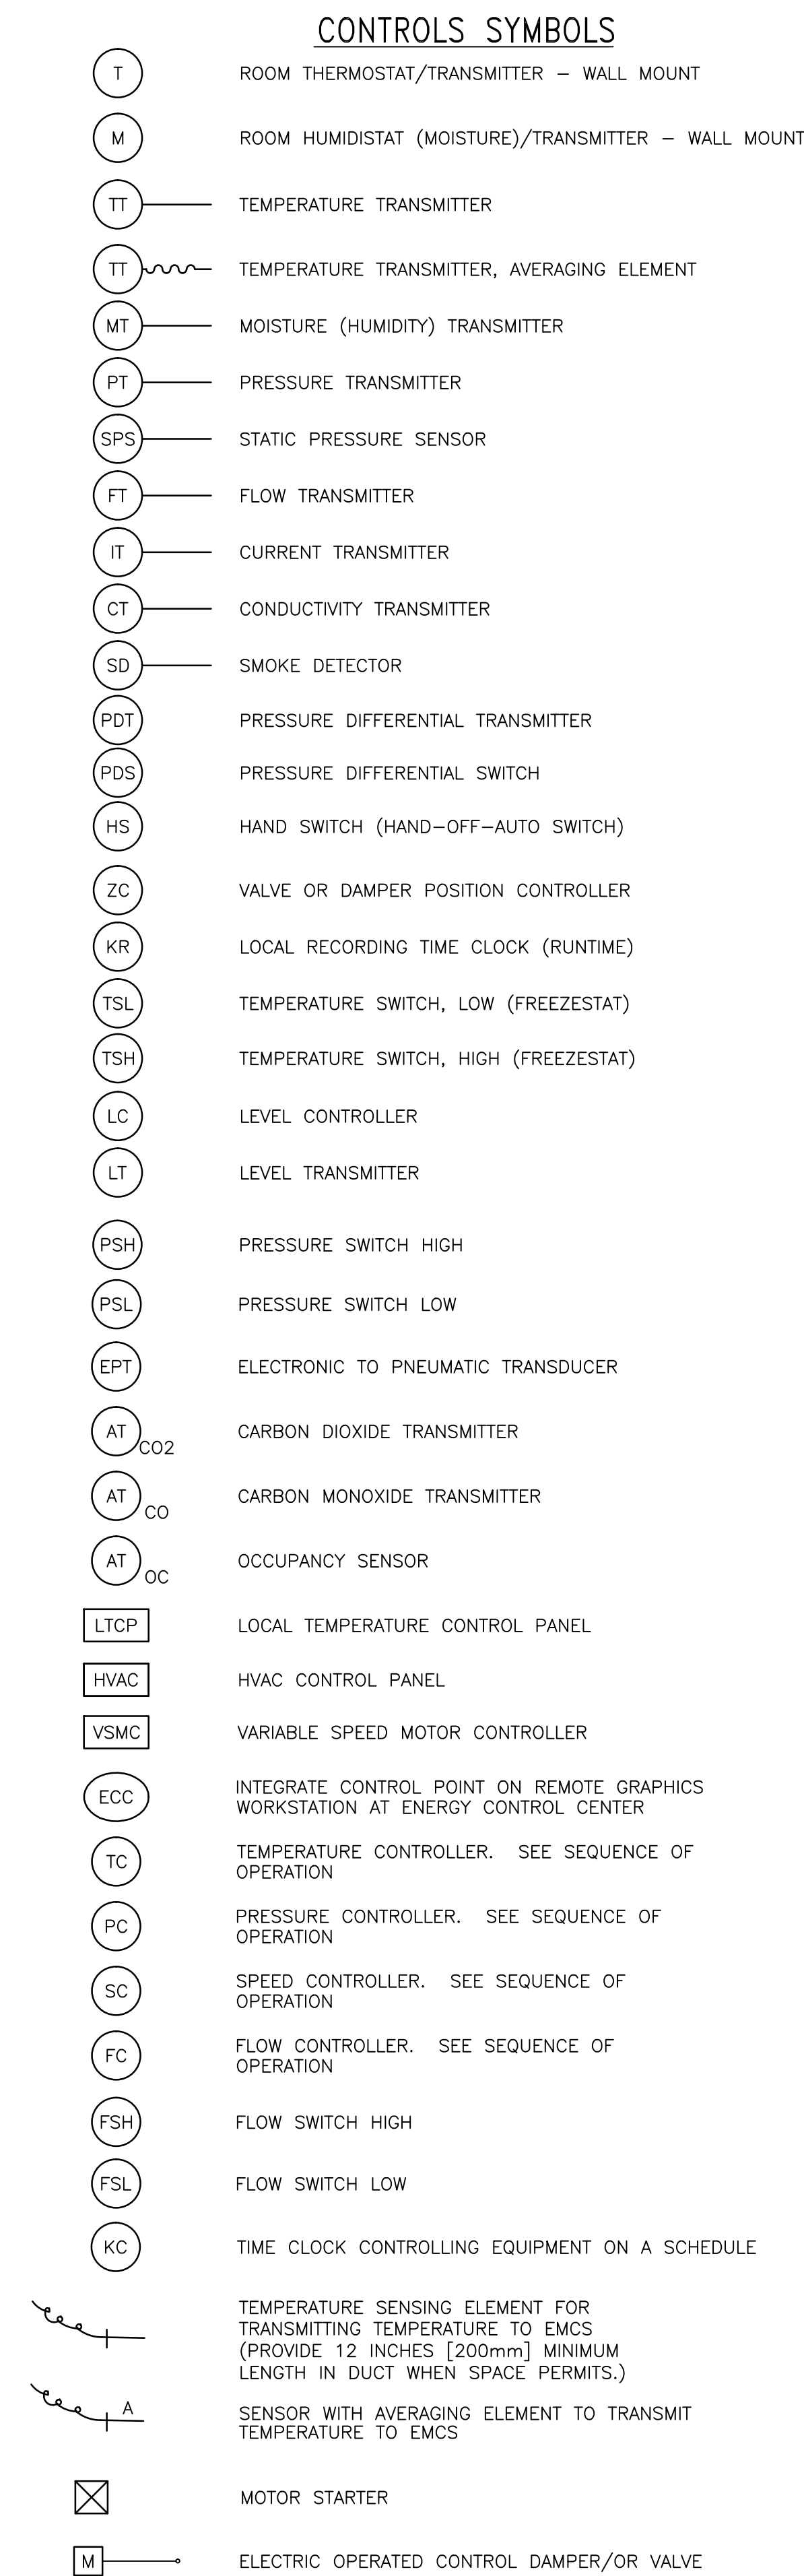 CONTROLS SYMBOLS
T ROOM THERMOSTAT/TRANSMITTER – WALL MOUNT
M ROOM HUMIDISTAT (MOISTURE)/TRANSMITTER – WALL MOUNT
TT TEMPERATURE TRANSMITTER
TT TEMPERATURE TRANSMITTER, AVERAGING ELEMENT
MT MOISTURE (HUMIDITY) TRANSMITTER
PT PRESSURE TRANSMITTER
SPS STATIC PRESSURE SENSOR
FT FLOW TRANSMITTER
IT CURRENT TRANSMITTER
CT CONDUCTIVITY TRANSMITTER
SD SMOKE DETECTOR
PDT PRESSURE DIFFERENTIAL TRANSMITTER
PDS PRESSURE DIFFERENTIAL SWITCH
HS HAND SWITCH (HAND–OFF–AUTO SWITCH)
ZC VALVE OR DAMPER POSITION CONTROLLER
KR LOCAL RECORDING TIME CLOCK (RUNTIME)
TSL TEMPERATURE SWITCH, LOW (FREEZESTAT)
TSH TEMPERATURE SWITCH, HIGH (FREEZESTAT)
LC LEVEL CONTROLLER
LT LEVEL TRANSMITTER
PSH PRESSURE SWITCH HIGH
PSL PRESSURE SWITCH LOW
EPT ELECTRONIC TO PNEUMATIC TRANSDUCER
AT CO2 CARBON DIOXIDE TRANSMITTER
AT CO CARBON MONOXIDE TRANSMITTER
AT OC OCCUPANCY SENSOR
LTCP LOCAL TEMPERATURE CONTROL PANEL
HVAC HVAC CONTROL PANEL
VSMC VARIABLE SPEED MOTOR CONTROLLER
ECC INTEGRATE CONTROL POINT ON REMOTE GRAPHICS
WORKSTATION AT ENERGY CONTROL CENTER
TC TEMPERATURE CONTROLLER. SEE SEQUENCE OF
OPERATION
PC PRESSURE CONTROLLER. SEE SEQUENCE OF
OPERATION
SC SPEED CONTROLLER. SEE SEQUENCE OF
OPERATION
FC FLOW CONTROLLER. SEE SEQUENCE OF
OPERATION
FSH FLOW SWITCH HIGH
FSL FLOW SWITCH LOW
KC TIME CLOCK CONTROLLING EQUIPMENT ON A SCHEDULE
TEMPERATURE SENSING ELEMENT FOR
TRANSMITTING TEMPERATURE TO EMCS
(PROVIDE 12 INCHES [200mm] MINIMUM
LENGTH IN DUCT WHEN SPACE PERMITS.)
A SENSOR WITH AVERAGING ELEMENT TO TRANSMIT
TEMPERATURE TO EMCS
MOTOR STARTER
M ELECTRIC OPERATED CONTROL DAMPER/OR VALVE